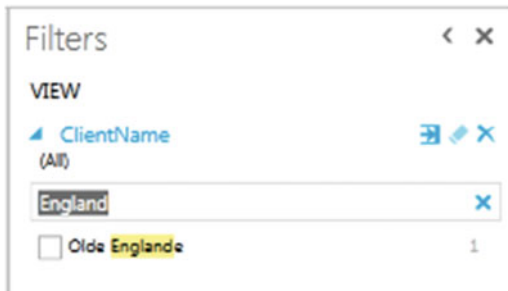 Filters
VIEW
ClientName
(All)
England
Olde Englande 1